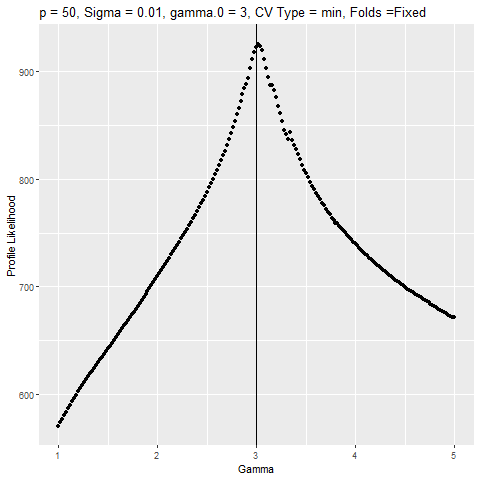 p = 50, Sigma = 0.01, gamma.0 = 3, CV Type = min, Folds =Fixed
Profile Likelihood
900
800
700
600
1 2 3 4 5
Gamma